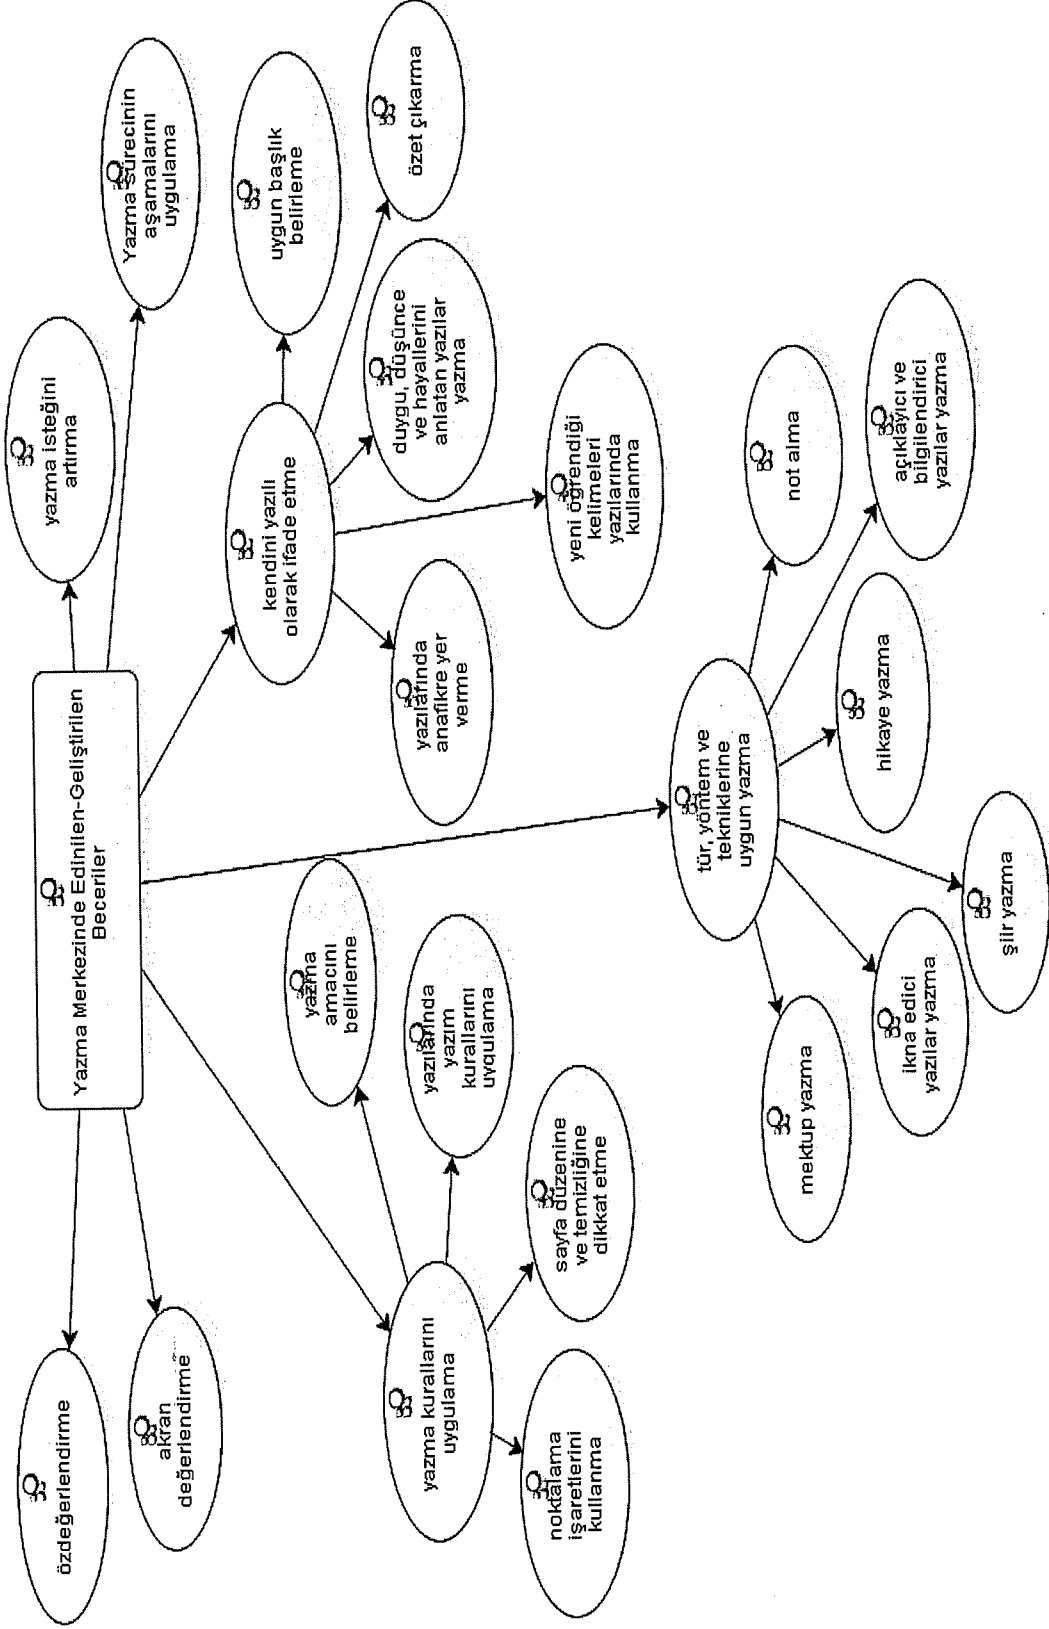 Yazma Merkezinde Edinilen-Geliştirilen
Beceriler
özdeğerlendirme
akran
değerlendirme
yazma isteğini
artırma
Yazma sürecinin
aşamalarını
uygulama
yazma kurallarını
uygulama
noktalama
işaretlerini
kullanma
sayfa düzenine
ve temizliğine
dikkat etme
yazılarında
yazım
kurallarını
uygulama
yazma
amacını
belirleme
kendini yazılı
olarak ifade etme
yazılarında
anafikre yer
verme
yeni öğrendiği
kelimeleri
yazılarında
kullanma
duygu, düşünce
ve hayallerini
anlatan yazılar
yazma
özet çıkarma
uygun başlık
belirleme
tür, yöntem ve
tekniklerine
uygun yazma
mektup yazma
ikna edici
yazılar yazma
şiir yazma
hikaye yazma
açıklayıcı ve
bilgilendirici
yazılar yazma
not alma